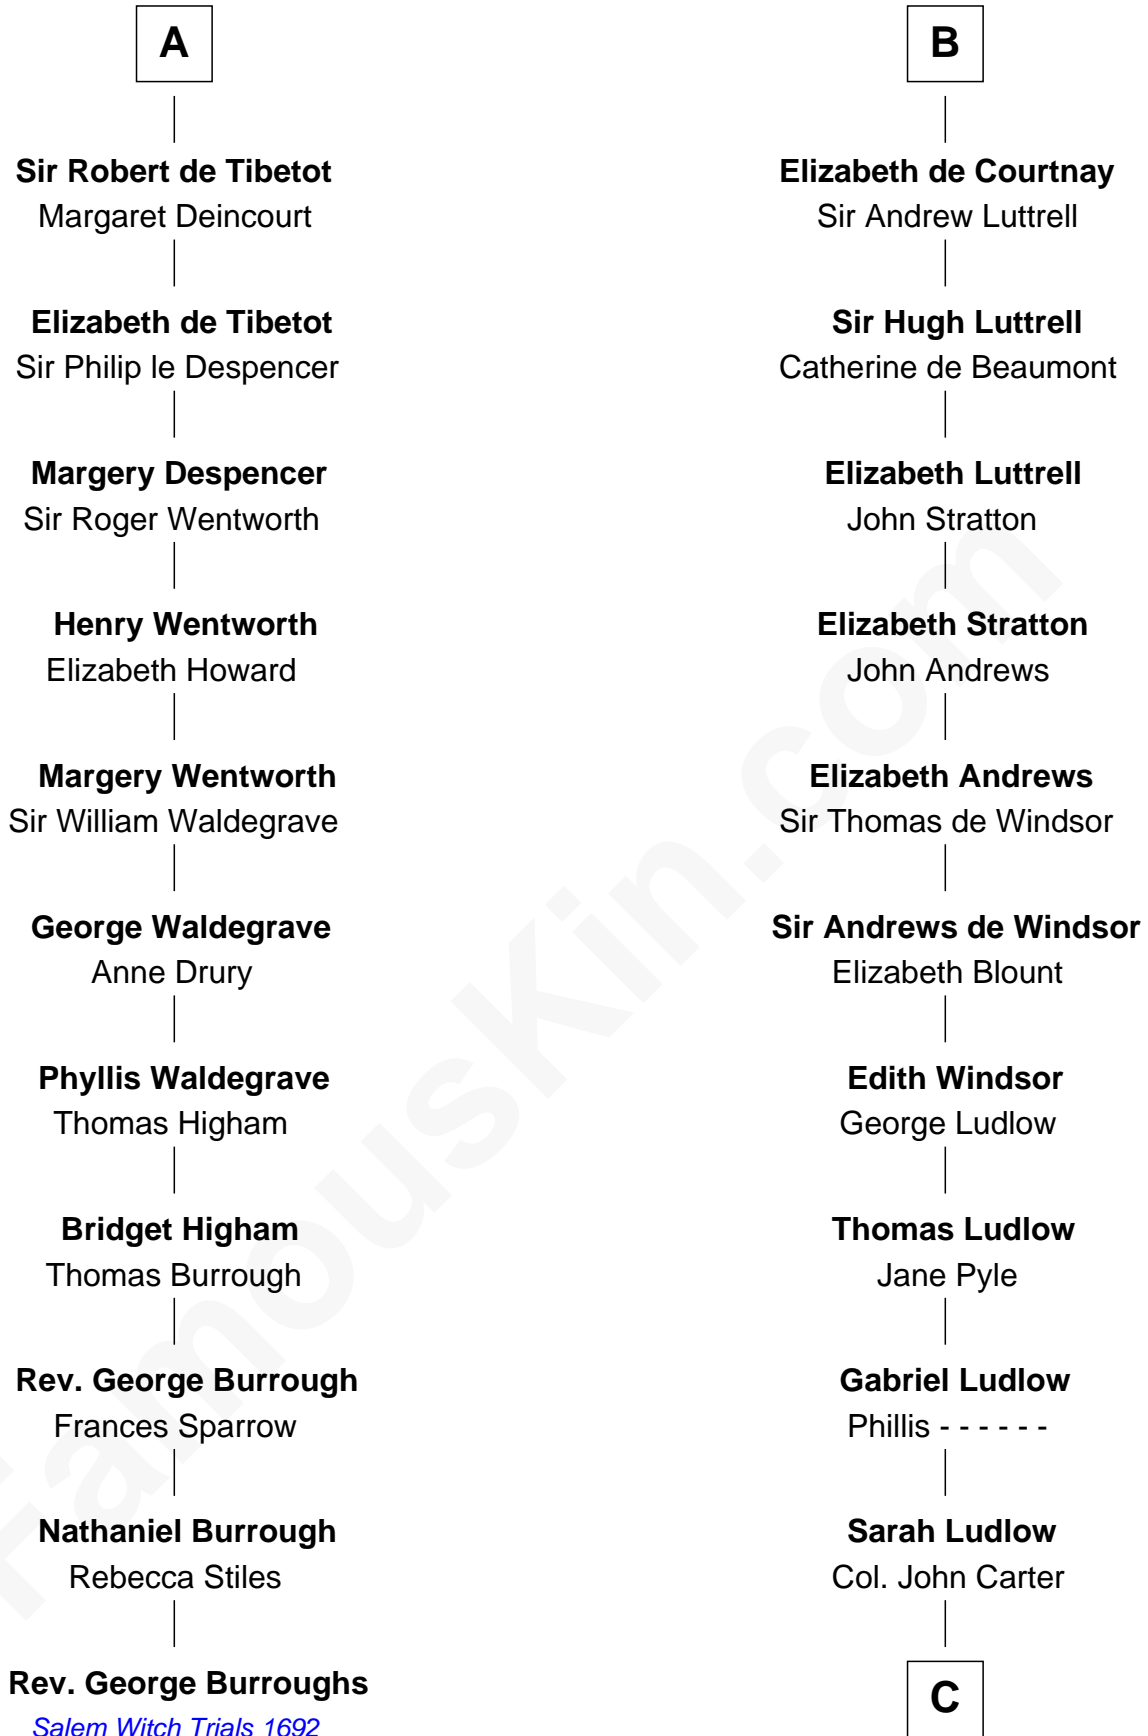 A
Sir Robert de Tibetot
Margaret Deincourt
Elizabeth de Tibetot
Sir Philip le Despencer
Margery Despencer
Sir Roger Wentworth
Henry Wentworth
Elizabeth Howard
Margery Wentworth
Sir William Waldegrave
George Waldegrave
Anne Drury
Phyllis Waldegrave
Thomas Higham
Bridget Higham
Thomas Burrough
Rev. George Burrough
Frances Sparrow
Nathaniel Burrough
Rebecca Stiles
Rev. George Burroughs
Salem Witch Trials 1692
B
Elizabeth de Courtnay
Sir Andrew Luttrell
Sir Hugh Luttrell
Catherine de Beaumont
Elizabeth Luttrell
John Stratton
Elizabeth Stratton
John Andrews
Elizabeth Andrews
Sir Thomas de Windsor
Sir Andrews de Windsor
Elizabeth Blount
Edith Windsor
George Ludlow
Thomas Ludlow
Jane Pyle
Gabriel Ludlow
Phillis - - - - - -
Sarah Ludlow
Col. John Carter
C
FamousKin.com